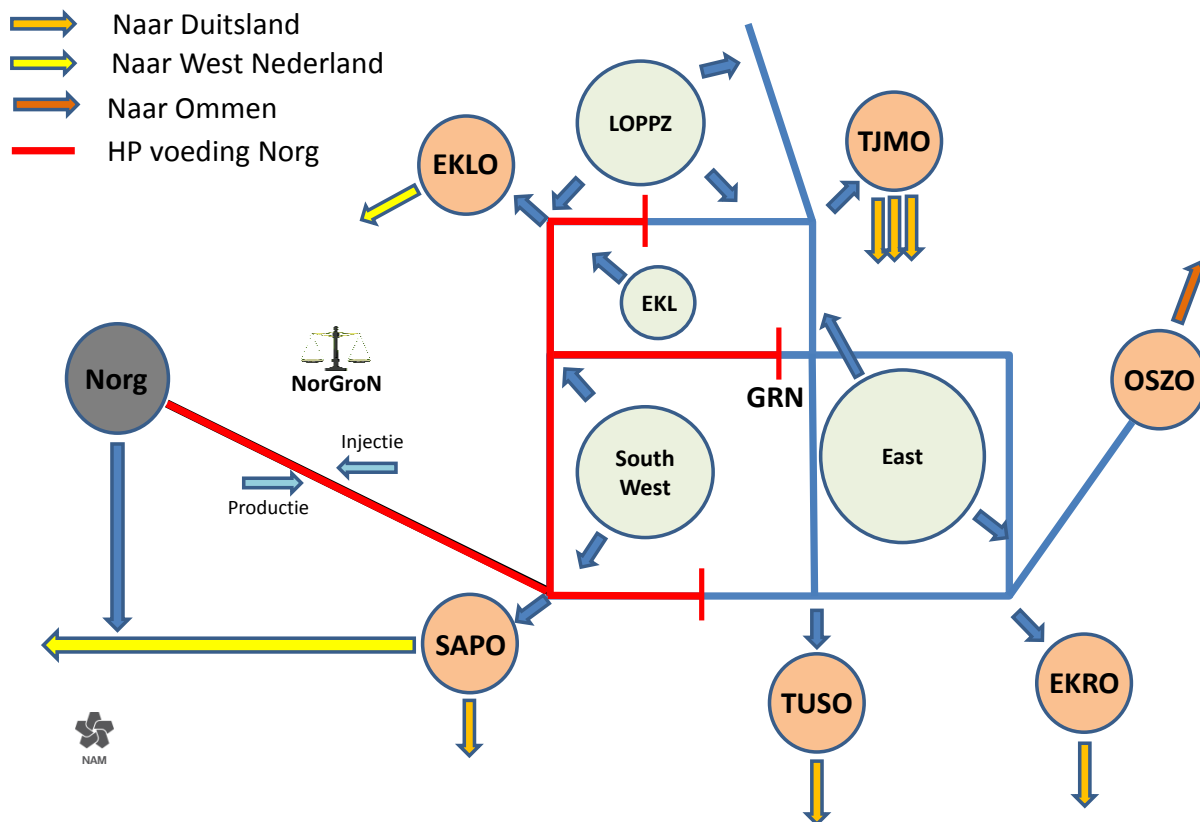 Naar Duitsland
Naar West Nederland
Naar Ommen
HP voeding Norg
LOPPZ
TJMO
EKLO
EKL
OSZO
Norg
NorGroN
GRN
Injectie
South
West
East
Productie
SAPO
TUSO
EKRO
NAM